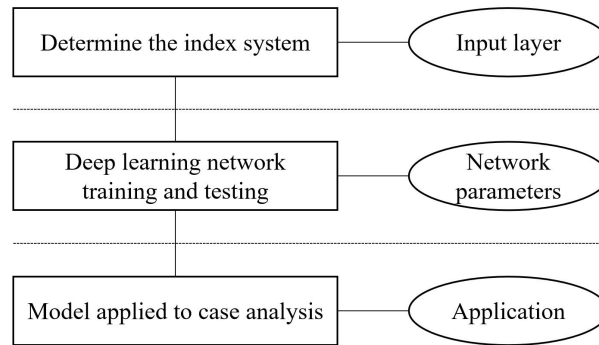 Determine the index system
Input layer
Deep learning network
training and testing
Network
parameters
Model applied to case analysis
Application